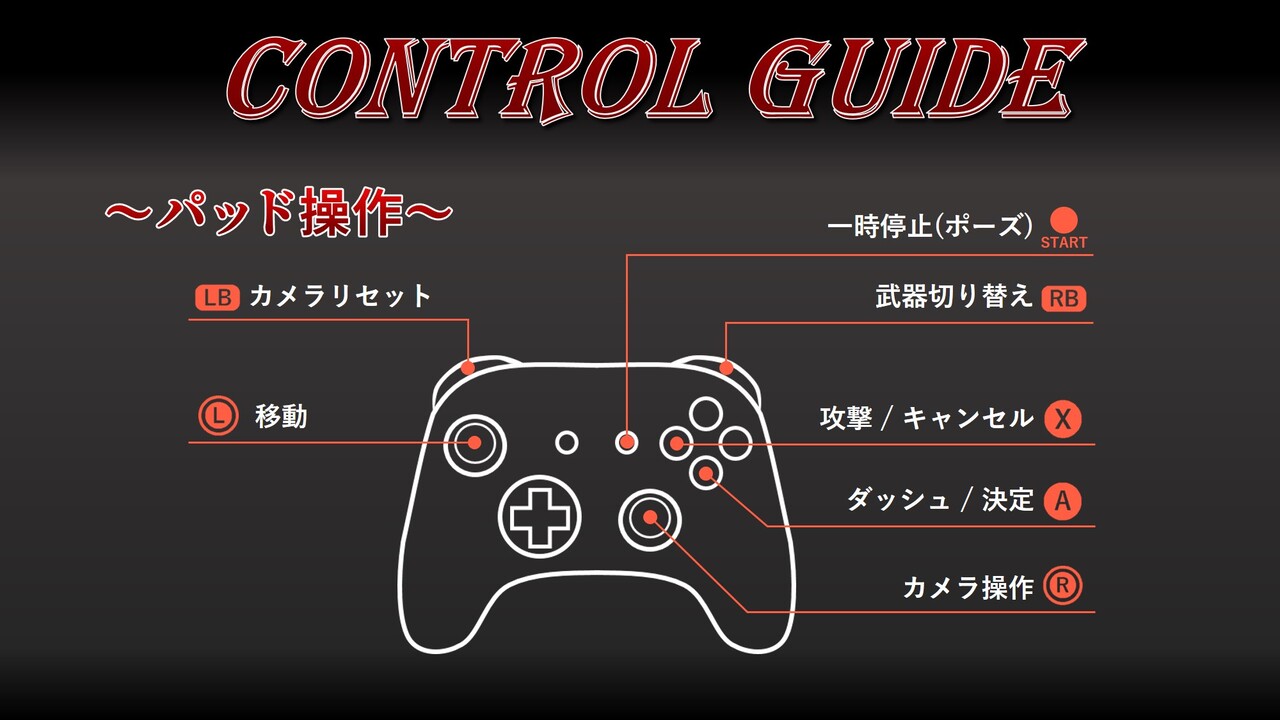 CONTROL GUIDE
～パッド操作～
一時停止(ポーズ)
START
LB カメラリセット
武器切り替え RB
L 移動
攻撃 / キャンセル X
ダッシュ / 決定 A
カメラ操作 R